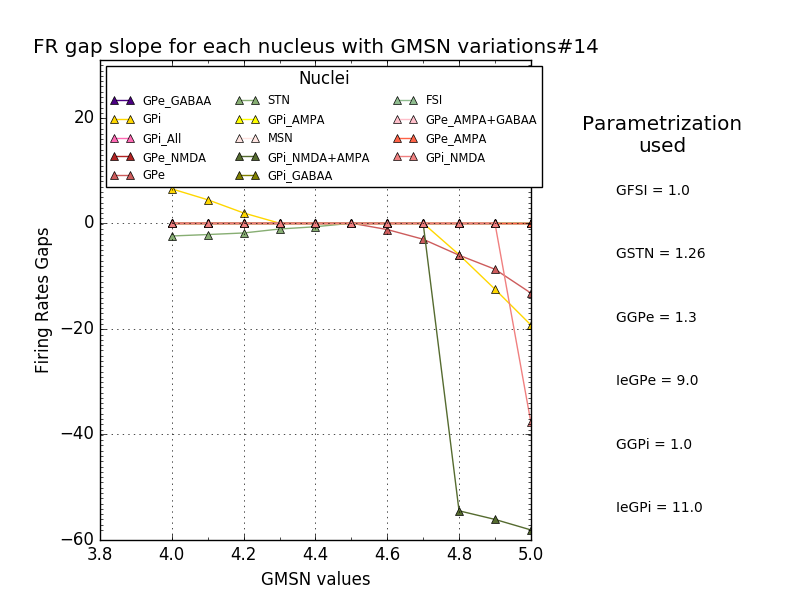 FR gap slope for each nucleus with GMSN variations#14
Nuclei
GPe_GABAA
GPi
GPi_All
GPe_NMDA
GPe
STN
GPi_AMPA
MSN
GPi_NMDA+AMPA
GPi_GABAA
FSI
GPe_AMPA+GABAA
GPe_AMPA
GPi_NMDA
20
0
−20
−40
−60
Firing Rates Gaps
3.8 4.0 4.2 4.4 4.6 4.8 5.0
GMSN values
Parametrization
used
GFSI = 1.0
GSTN = 1.26
GGPe = 1.3
IeGPe = 9.0
GGPi = 1.0
IeGPi = 11.0